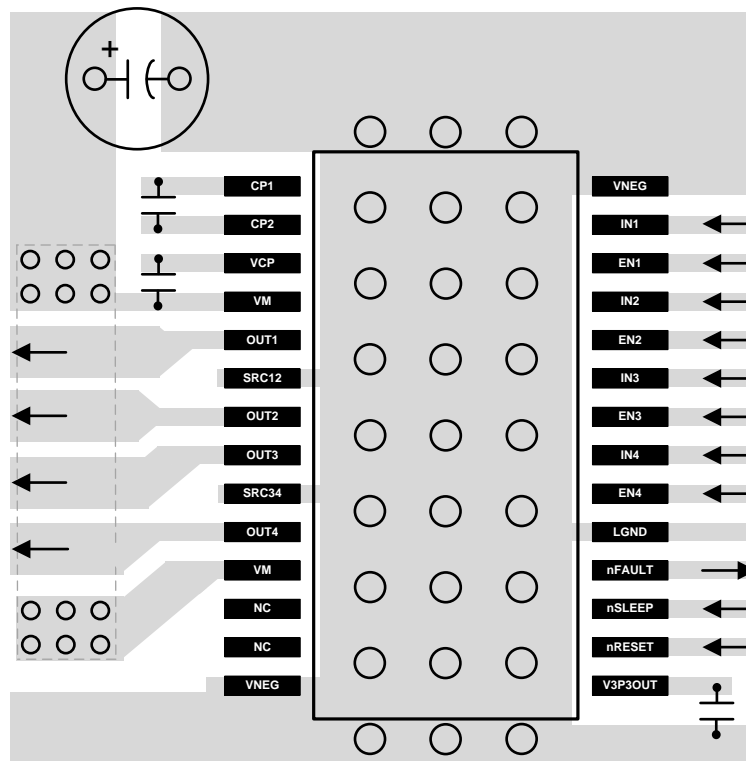 +
CP1
CP2
VCP
VM
OUT1
SRC12
OUT2
OUT3
SRC34
OUT4
VM
NC
NC
VNEG
VNEG
IN1
EN1
IN2
EN2
IN3
EN3
IN4
EN4
LGND
nFAULT
nSLEEP
nRESET
V3P3OUT